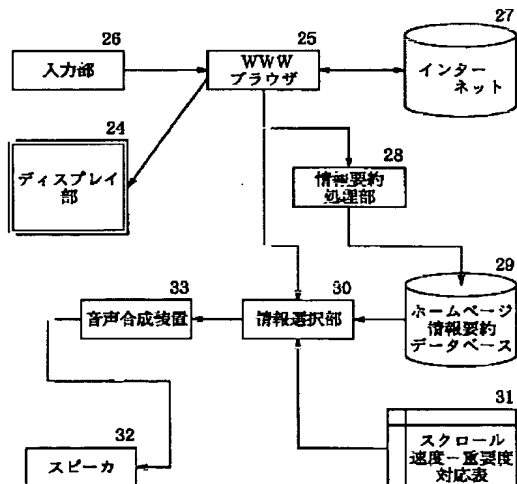 26
入力部
25
WWW
ブラウザ
27
インター
ネット
24
ディスプレイ
部
28
情報要約
処理部
29
ホームページ
情報要約
データベース
30
情報選択部
33
音声合成装置
31
スクロール
速度－重要度
対応表
32
スピーカ